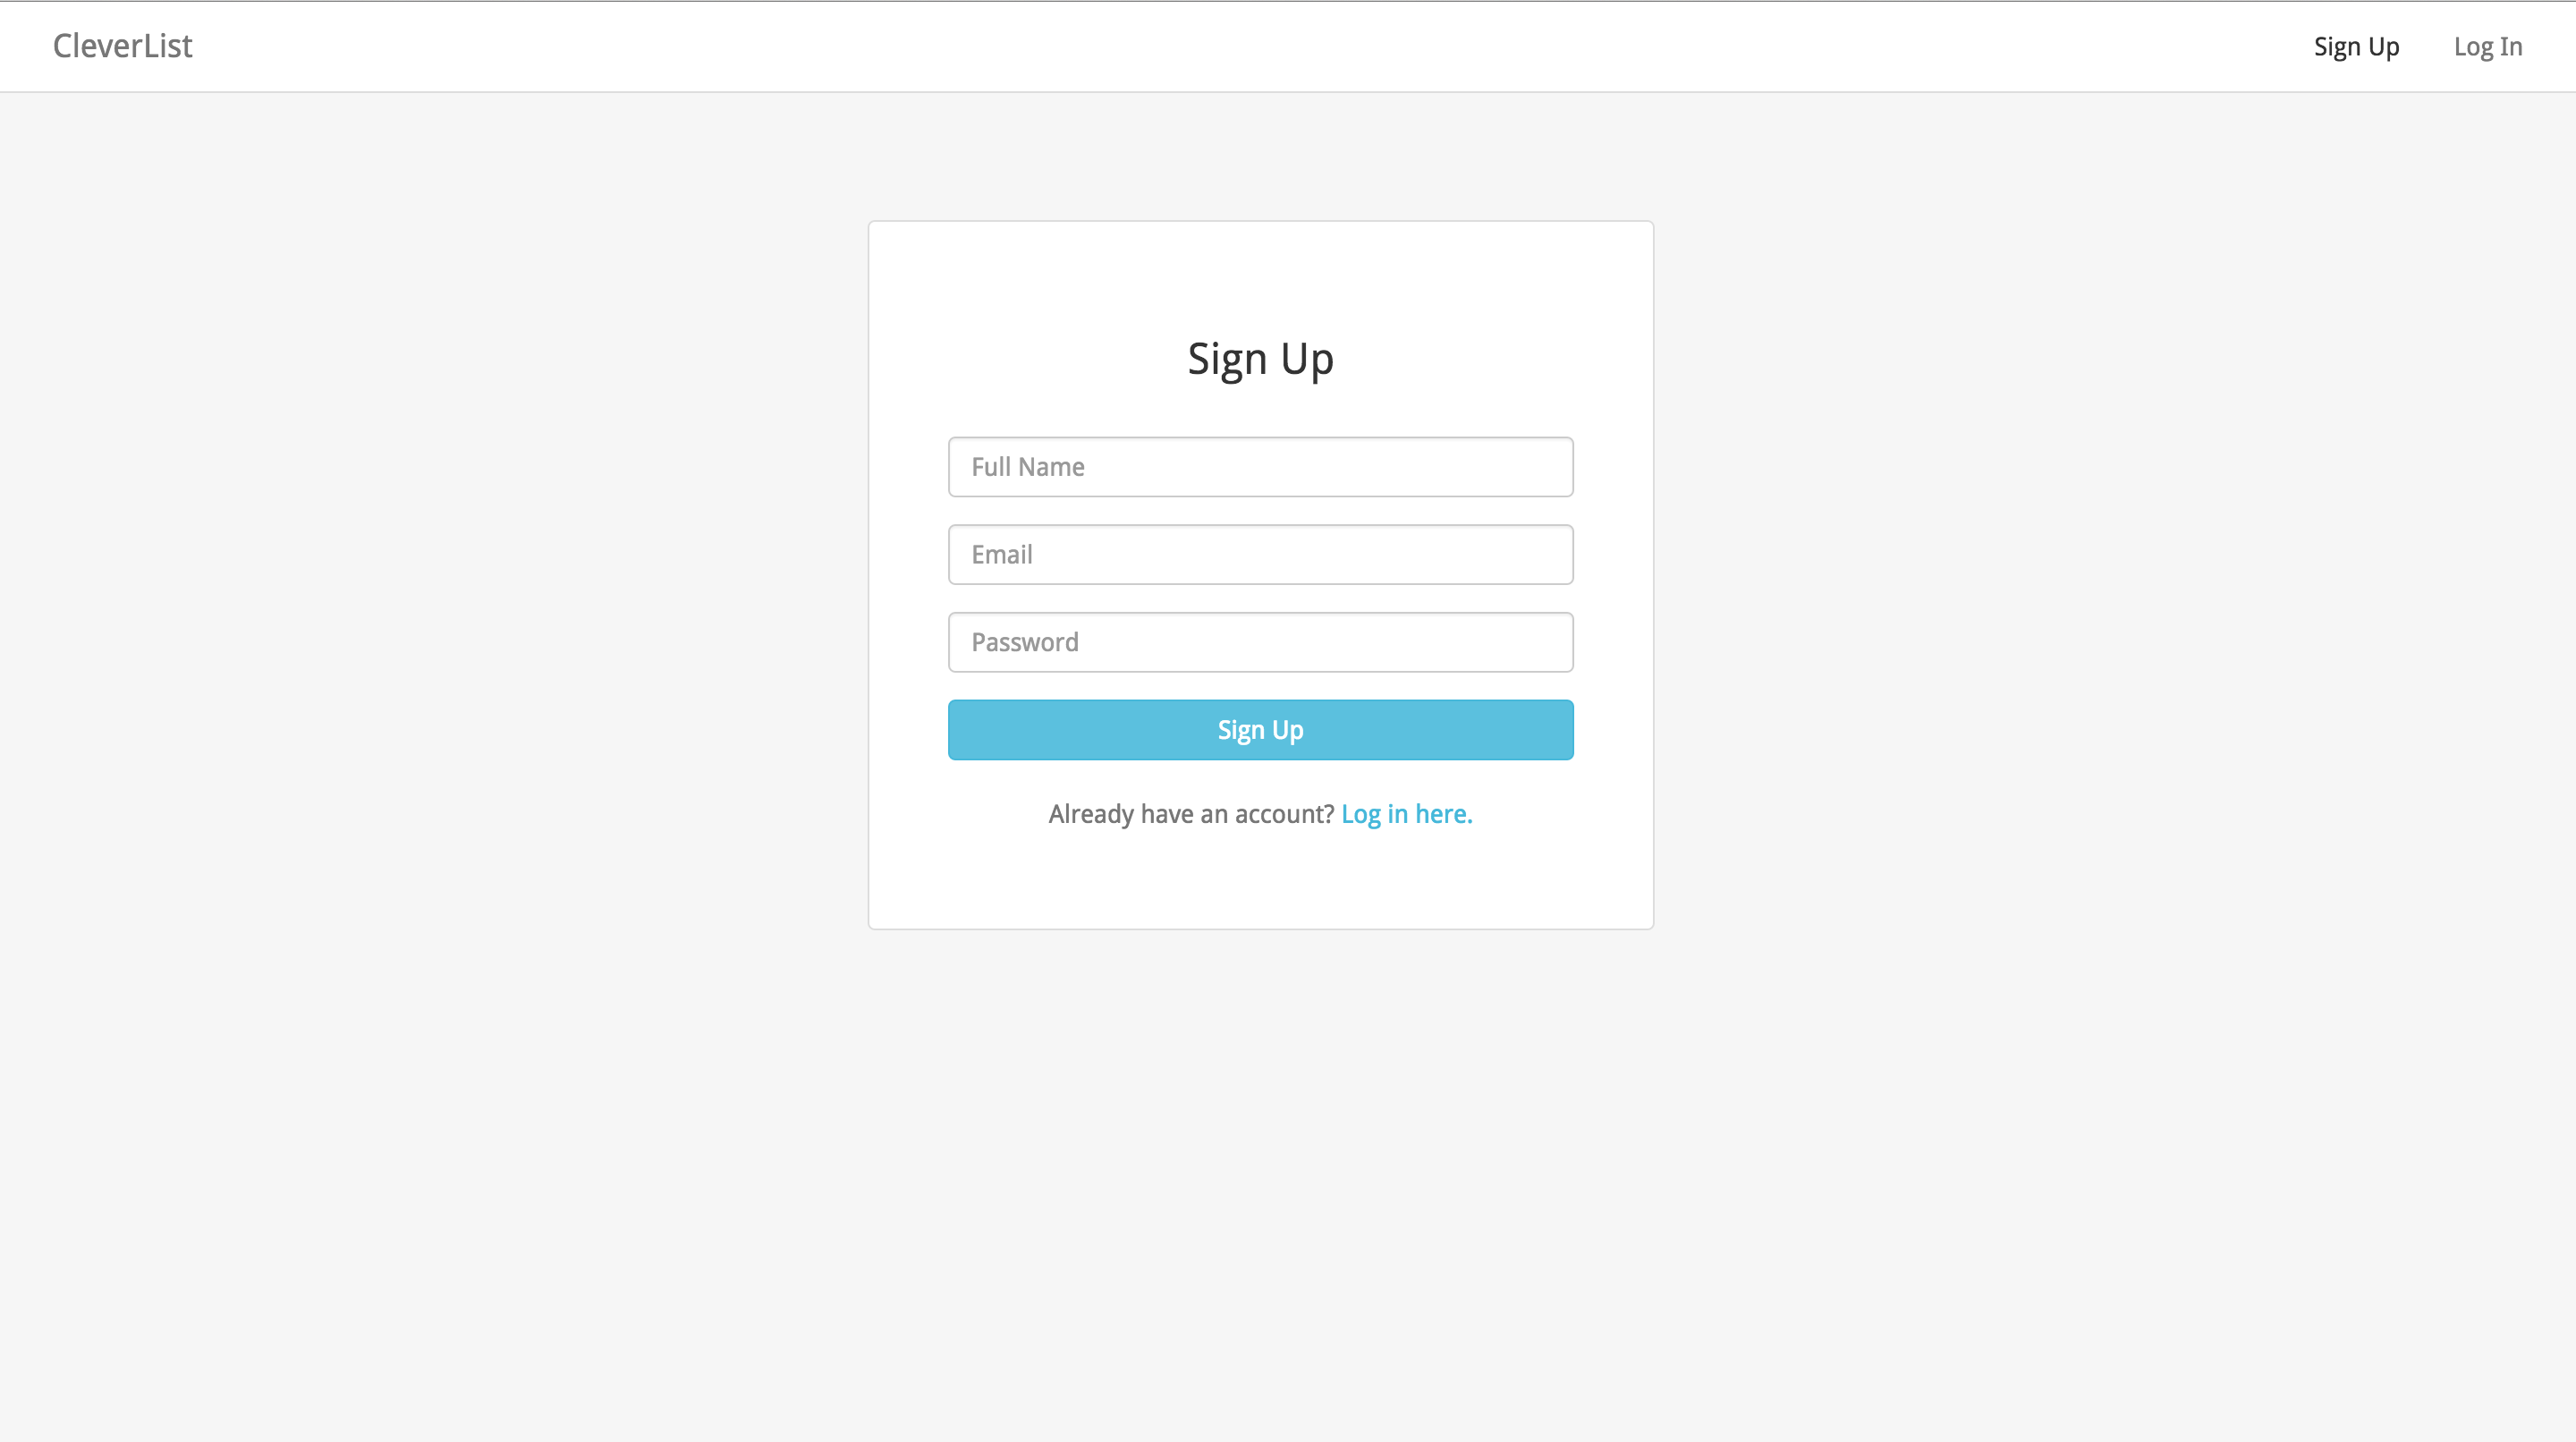 CleverList
Sign Up
Log In
Sign Up
Full Name
Email
Password
Sign Up
Already have an account? Log in here.